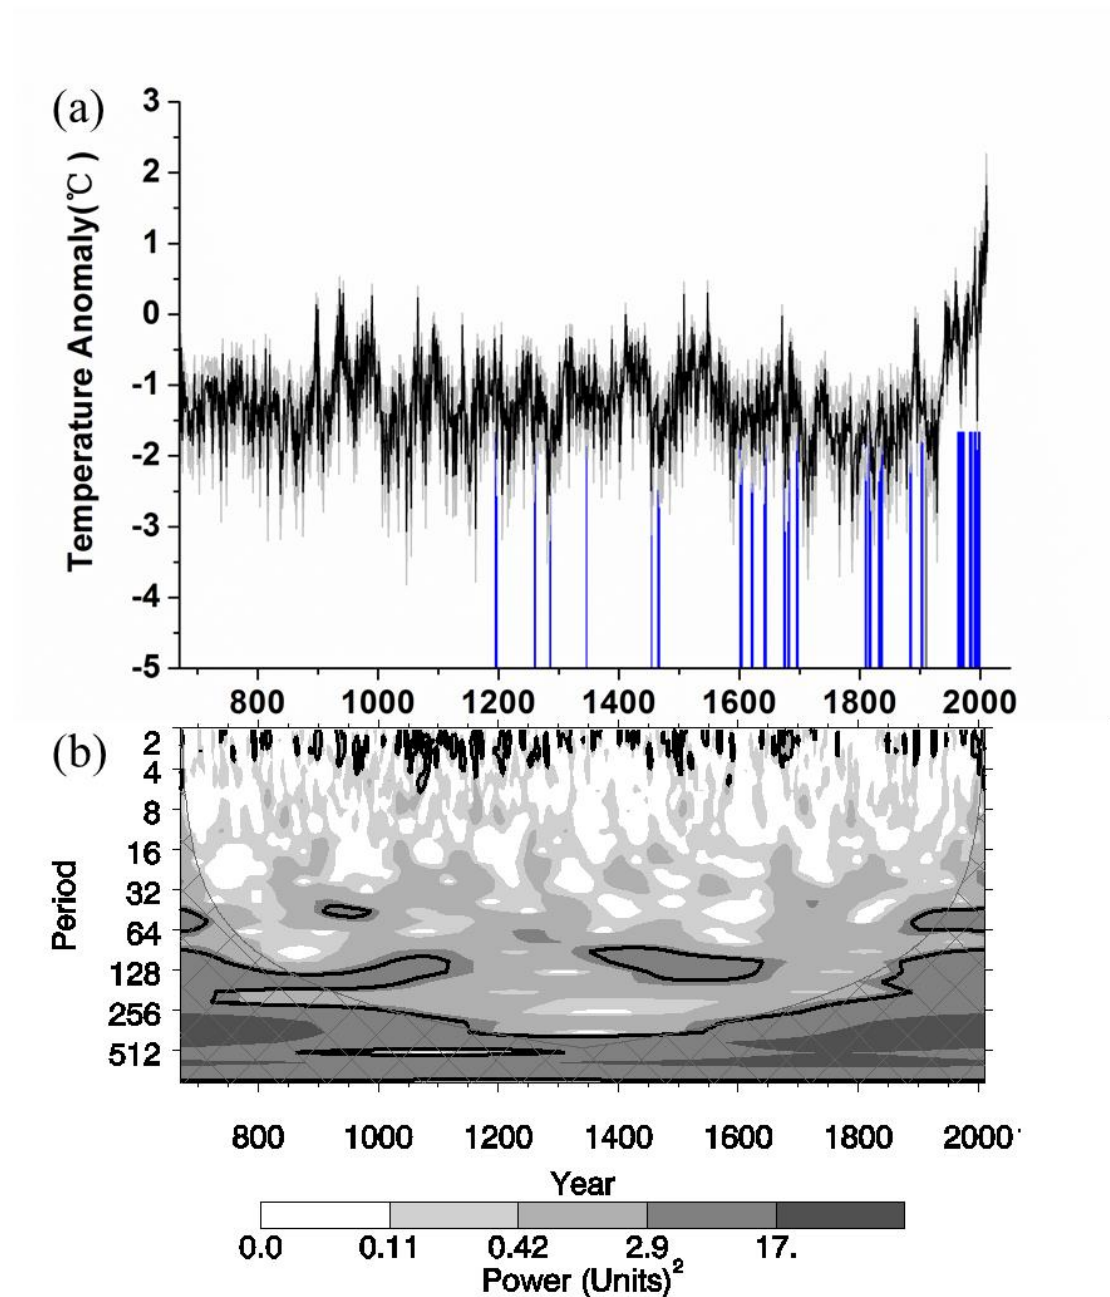 (a)
Temperature Anomaly(℃)
3
2
1
0
-1
-2
-3
-4
-5
800 1000 1200 1400 1600 1800 2000
(b)
Period
2
4
8
16
32
64
128
256
512
800 1000 1200 1400 1600 1800 2000
Year
0.0 0.11 0.42 2.9 17.
Power (Units)²